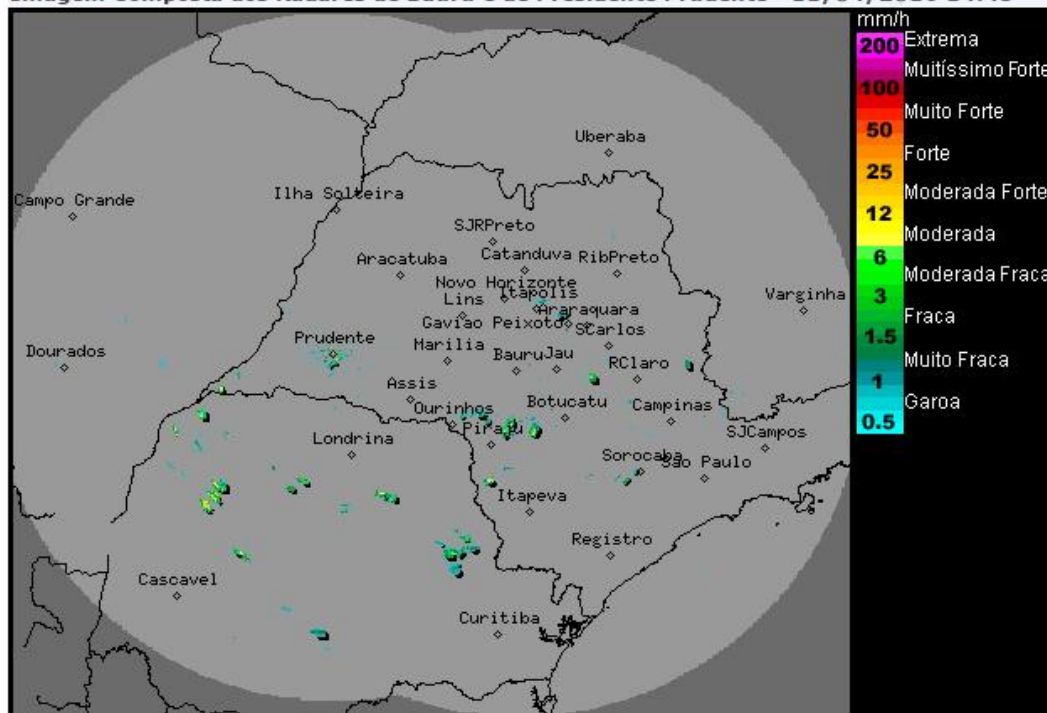 mm/h
200 Extrema
Muitíssimo Forte
100
Muito Forte
50
Forte
25
Moderada Forte
12
Moderada
6
Moderada Fraca
3
Fraca
1.5
Muito Fraca
1
Garoa
0.5
Uberaba
Ilha Solteira
Campo Grande
SJRPreto
Catanduva
RibPreto
Aracatuba
Novo Horizonte
Itapolis
Lins
Araraquara
Varginha
Gaviao Peixoto
SCarlos
Prudente
Marilia
Dourados
Bauru
Jau
RClaro
Assis
Ourinhos
Botucatu
Campinas
Piraju
SJCampos
Londrina
Sorocaba
Sao Paulo
Itapeva
Registro
Cascavel
Curitiba